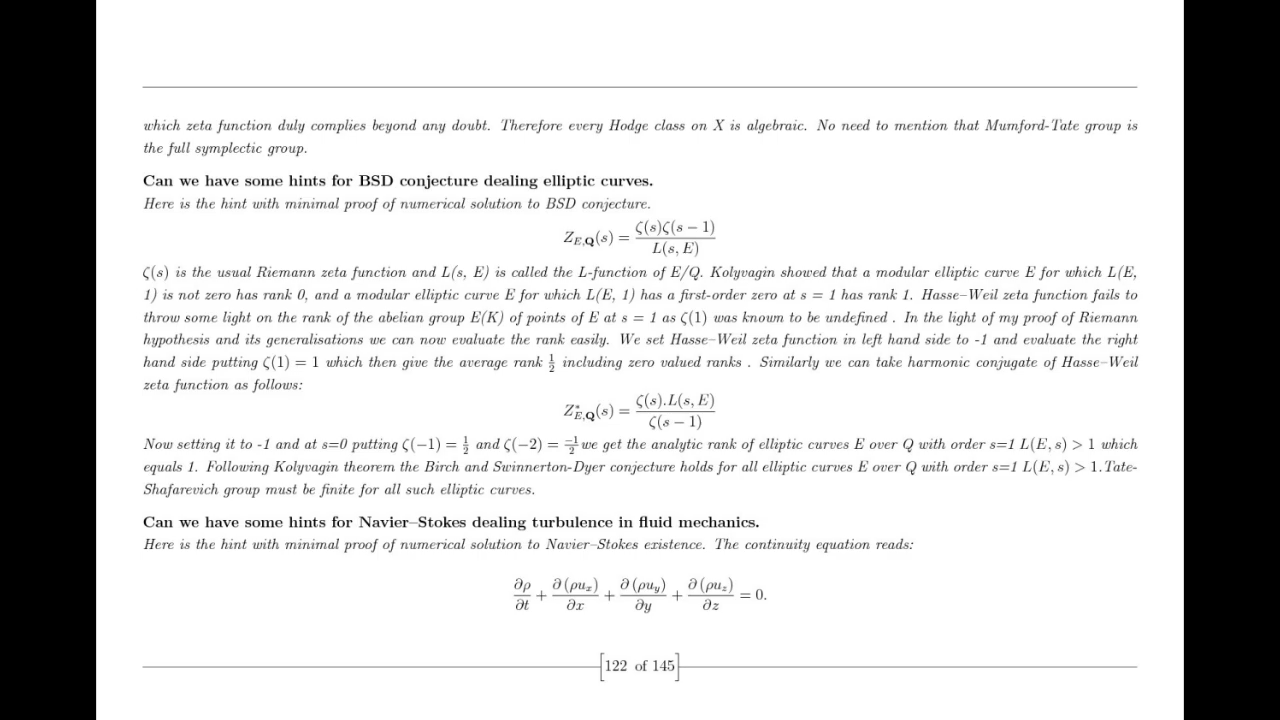 which zeta function duly complies beyond any doubt. Therefore every Hodge class on X is algebraic. No need to mention that Mumford-Tate group is
the full symplectic group.
Can we have some hints for BSD conjecture dealing elliptic curves.
Here is the hint with minimal proof of numerical solution to BSD conjecture.
Z_{E,Q}(s) = \frac{ζ(s)ζ(s − 1)}{L(s, E)}
ζ(s) is the usual Riemann zeta function and L(s, E) is called the L-function of E/Q. Kolyvagin showed that a modular elliptic curve E for which L(E,
1) is not zero has rank 0, and a modular elliptic curve E for which L(E, 1) has a first-order zero at s = 1 has rank 1. Hasse–Weil zeta function fails to
throw some light on the rank of the abelian group E(K) of points of E at s = 1 as ζ(1) was known to be undefined . In the light of my proof of Riemann
hypothesis and its generalisations we can now evaluate the rank easily. We set Hasse–Weil zeta function in left hand side to -1 and evaluate the right
hand side putting ζ(1) = 1 which then give the average rank \frac{1}{2} including zero valued ranks . Similarly we can take harmonic conjugate of Hasse–Weil
zeta function as follows:
Z^*_{E,Q}(s) = \frac{ζ(s).L(s, E)}{ζ(s − 1)}
Now setting it to -1 and at s=0 putting ζ(−1) = \frac{1}{2} and ζ(−2) = \frac{−1}{2} we get the analytic rank of elliptic curves E over Q with order s=1 L(E, s) > 1 which
equals 1. Following Kolyvagin theorem the Birch and Swinnerton-Dyer conjecture holds for all elliptic curves E over Q with order s=1 L(E, s) > 1.Tate-
Shafarevich group must be finite for all such elliptic curves.
Can we have some hints for Navier–Stokes dealing turbulence in fluid mechanics.
Here is the hint with minimal proof of numerical solution to Navier–Stokes existence. The continuity equation reads:
\frac{∂ρ}{∂t} + \frac{∂ (ρu_x)}{∂x} + \frac{∂ (ρu_y)}{∂y} + \frac{∂ (ρu_z)}{∂z} = 0.
[122 of 145]